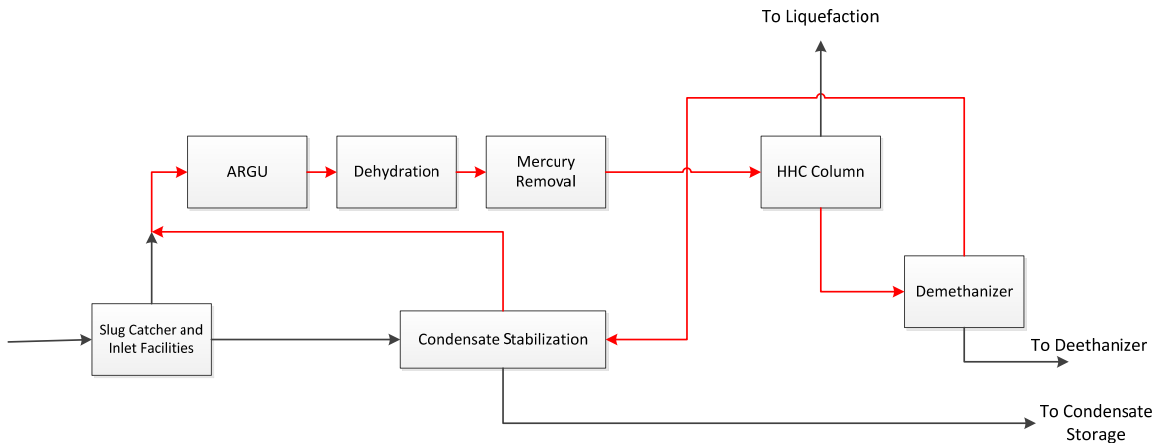 To Liquefaction
ARGU
Dehydration
Mercury
Removal
HHC Column
Demethanizer
Slug Catcher and
Inlet Facilities
Condensate Stabilization
To Deethanizer
To Condensate
Storage